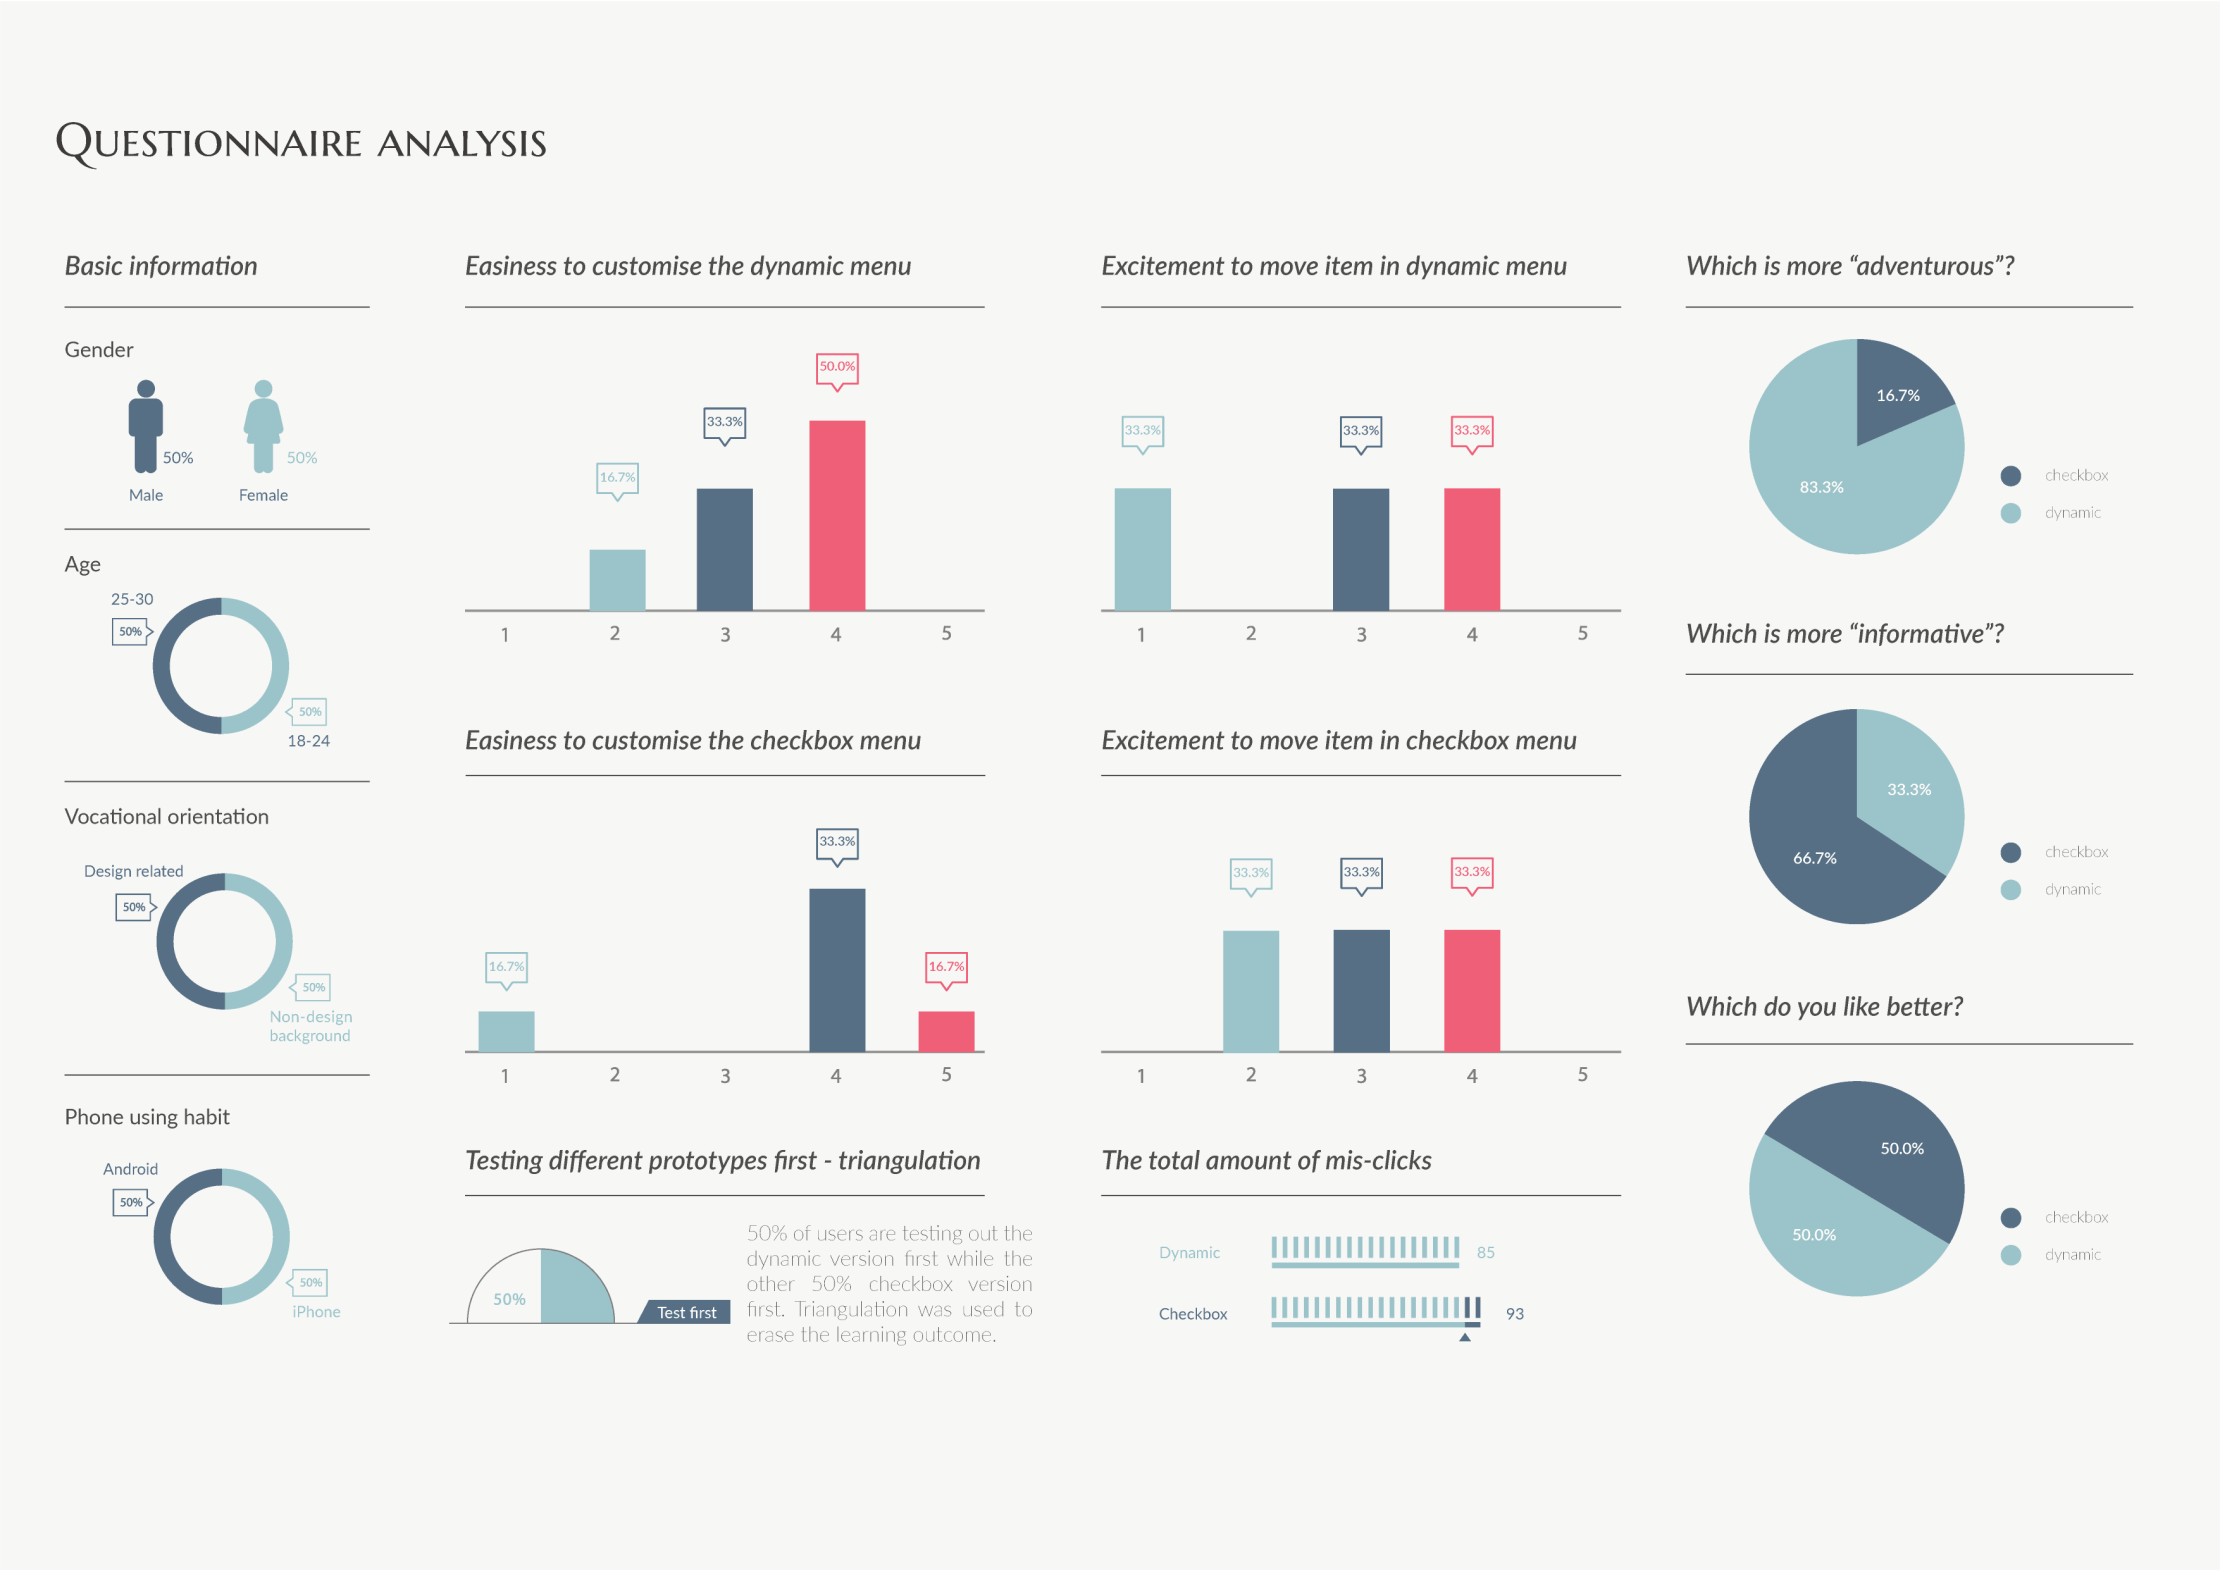 QUESTIONNAIRE ANALYSIS
Basic information
Gender
50%
50%
Male
Female
Age
25-30
50%
50%
18-24
Vocational orientation
Design related
50%
50%
Non-design
background
Phone using habit
Android
50%
50%
iPhone
Easiness to customise the dynamic menu
16.7%
33.3%
50.0%
1 2 3 4 5
Easiness to customise the checkbox menu
16.7%
33.3%
16.7%
1 2 3 4 5
Testing different prototypes first - triangulation
50%
Test first
50% of users are testing out the
dynamic version first while the
other 50% checkbox version
first. Triangulation was used to
erase the learning outcome.
Excitement to move item in dynamic menu
33.3%
33.3%
33.3%
1 2 3 4 5
Excitement to move item in checkbox menu
33.3%
33.3%
33.3%
1 2 3 4 5
The total amount of mis-clicks
Dynamic 85
Checkbox 93
Which is more “adventurous”?
16.7%
83.3%
checkbox
dynamic
Which is more “informative”?
33.3%
66.7%
checkbox
dynamic
Which do you like better?
50.0%
50.0%
checkbox
dynamic